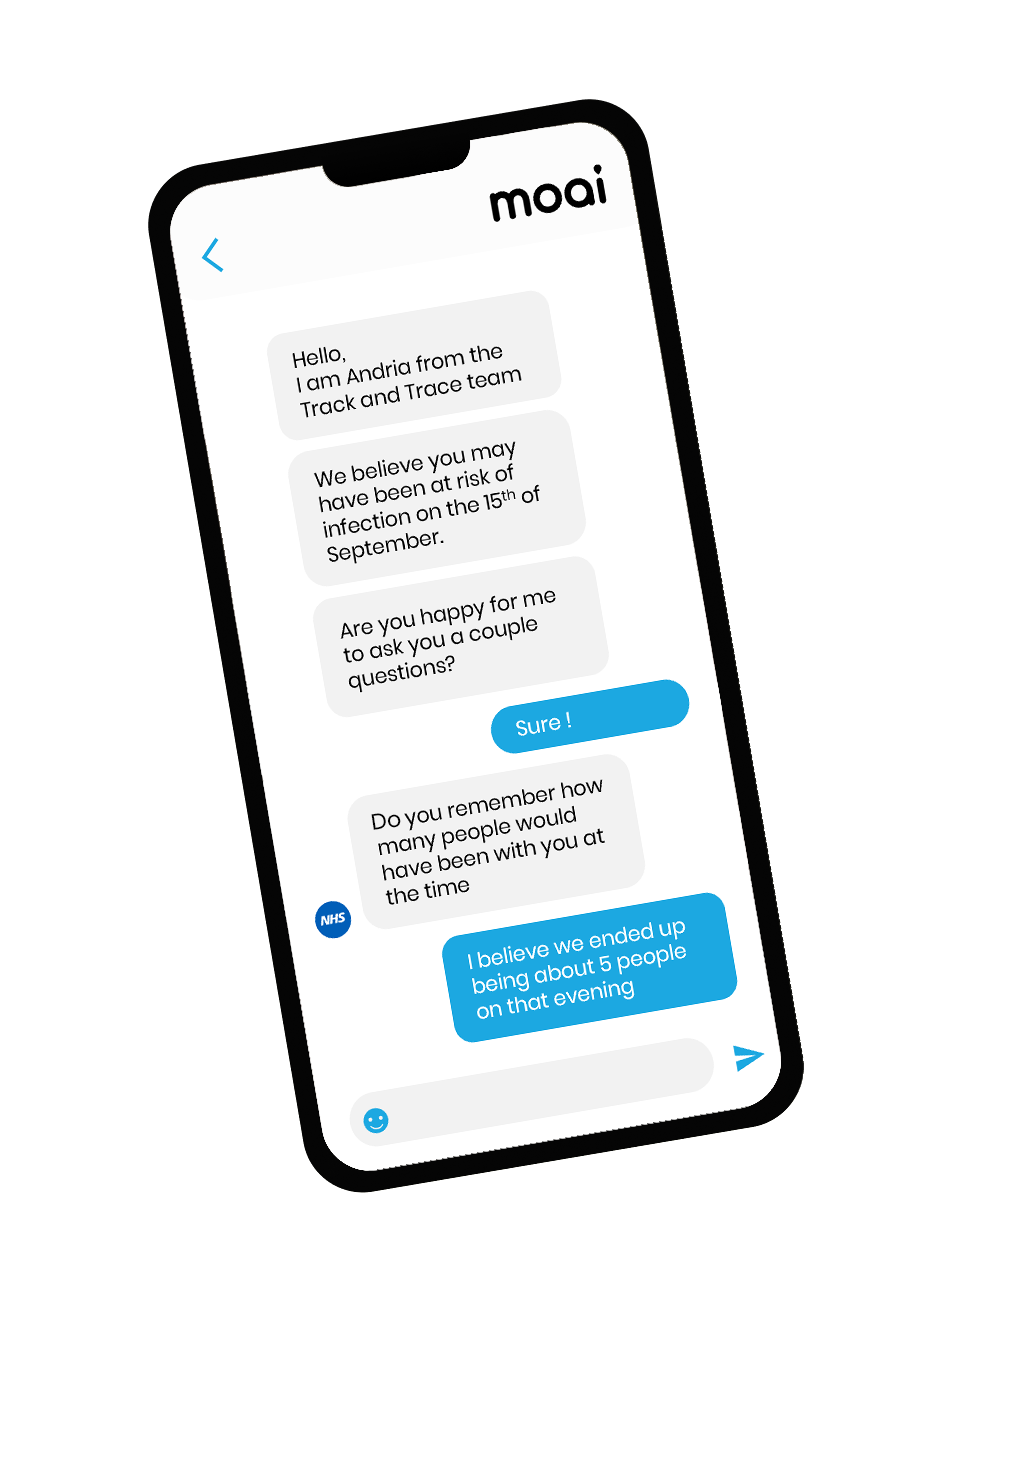 moai
Hello,
I am Andria from the
Track and Trace team
We believe you may
have been at risk of
infection on the 15th of
September.
Are you happy for me
to ask you a couple
questions?
Sure !
Do you remember how
many people would
have been with you at
the time
NHS
I believe we ended up
being about 5 people
on that evening